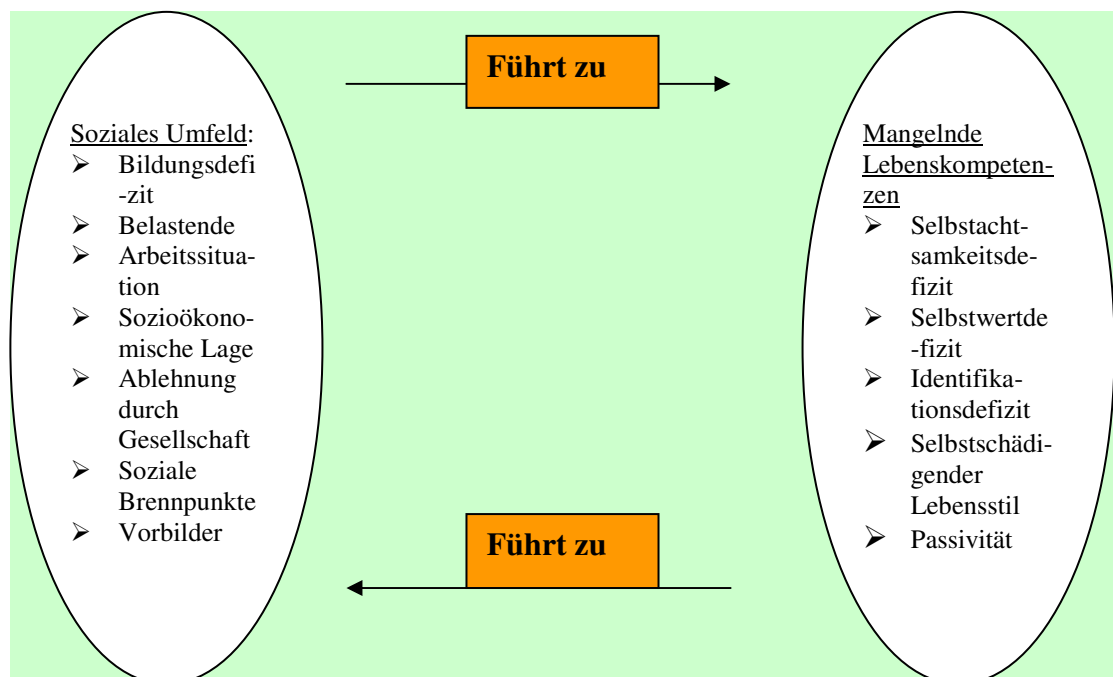 Führt zu
Soziales Umfeld:
➢ Bildungsdefi
-zit
➢ Belastende
➢ Arbeitssitua-
tion
➢ Sozioökono-
mische Lage
➢ Ablehnung
durch
Gesellschaft
➢ Soziale
Brennpunkte
➢ Vorbilder
Mangelnde
Lebenskompeten-
zen
➢ Selbstacht-
samkeitsde-
fizit
➢ Selbstwertde
-fizit
➢ Identifika-
tionsdefizit
➢ Selbstschädi-
gender
Lebensstil
➢ Passivität
Führt zu